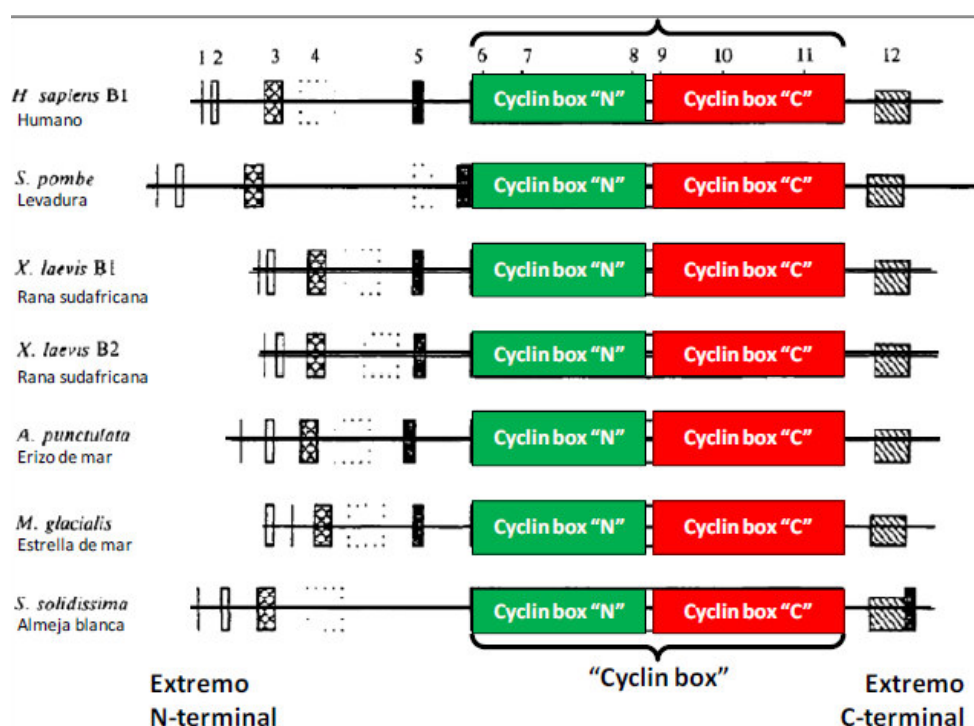 1 2 3 4 5 6 7 8 9 10 11 12
H sapiens B1
Humano
Cyclin box “N” Cyclin box “C”
S. pombe
Levadura
Cyclin box “N” Cyclin box “C”
X. laevis B1
Rana sudafricana
Cyclin box “N” Cyclin box “C”
X. laevis B2
Rana sudafricana
Cyclin box “N” Cyclin box “C”
A. punctulata
Erizo de mar
Cyclin box “N” Cyclin box “C”
M. glacialis
Estrella de mar
Cyclin box “N” Cyclin box “C”
S. solidissima
Almeja blanca
Cyclin box “N” Cyclin box “C”
“Cyclin box”
Extremo
N-terminal
Extremo
C-terminal